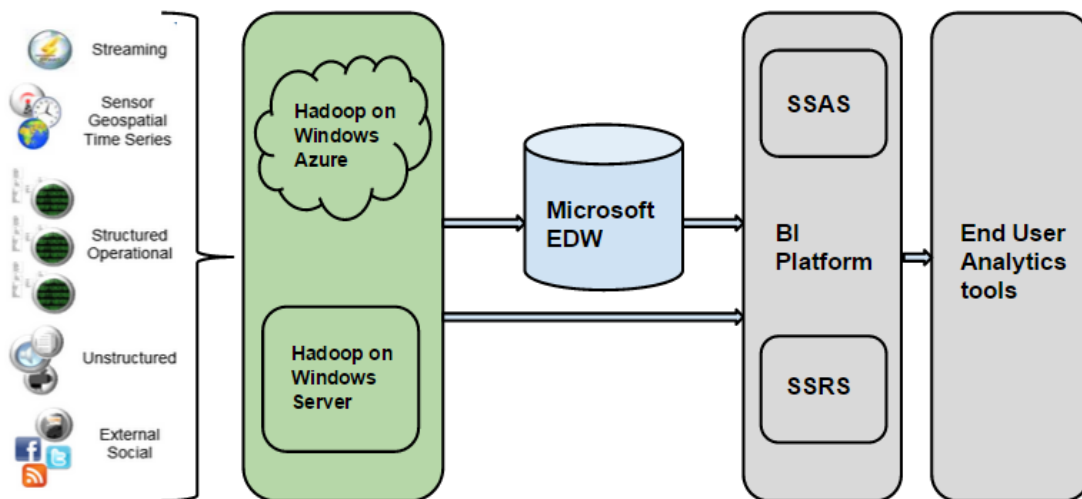 Streaming
Sensor
Geospatial
Time Series
Structured
Operational
Unstructured
External
Social
Hadoop on
Windows
Azure
Hadoop on
Windows
Server
Microsoft
EDW
SSAS
BI
Platform
SSRS
End User
Analytics
tools